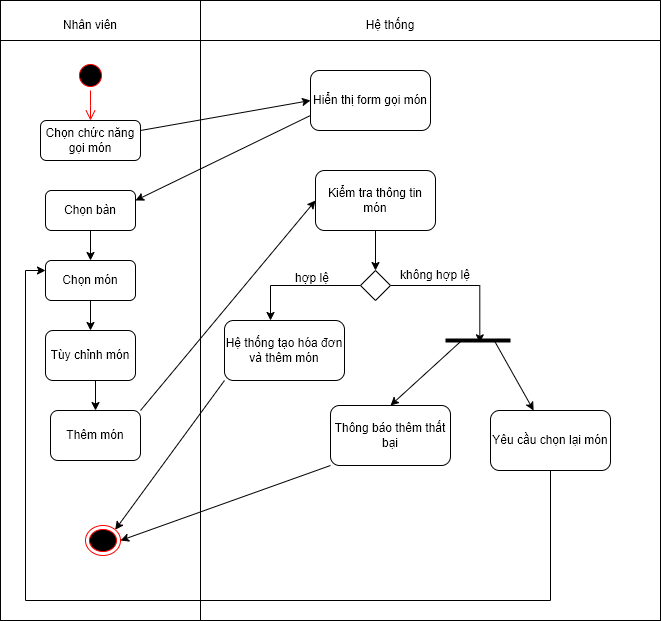 Nhân viên
Hệ thống
Chọn chức năng
gọi món
Hiển thị form gọi món
Chọn bàn
Kiểm tra thông tin
món
Chọn món
hợp lệ
không hợp lệ
Tùy chỉnh món
Hệ thống tạo hóa đơn
và thêm món
Thêm món
Thông báo thêm thất
bại
Yêu cầu chọn lại món